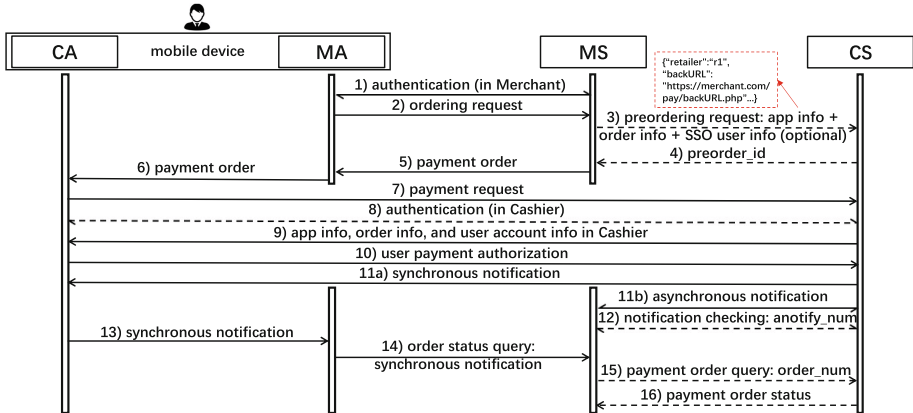 CA
mobile device
MA
MS
CS
{"retailer":"r1",
"backURL":
"https://merchant.com/
pay/backURL.php"...}
1) authentication (in Merchant)
2) ordering request
3) preordering request: app info +
order info + SSO user info (optional)
4) preorder_id
5) payment order
6) payment order
7) payment request
8) authentication (in Cashier)
9) app info, order info, and user account info in Cashier
10) user payment authorization
11a) synchronous notification
11b) asynchronous notification
12) notification checking: anotify_num
13) synchronous notification
14) order status query:
synchronous notification
15) payment order query: order_num
16) payment order status